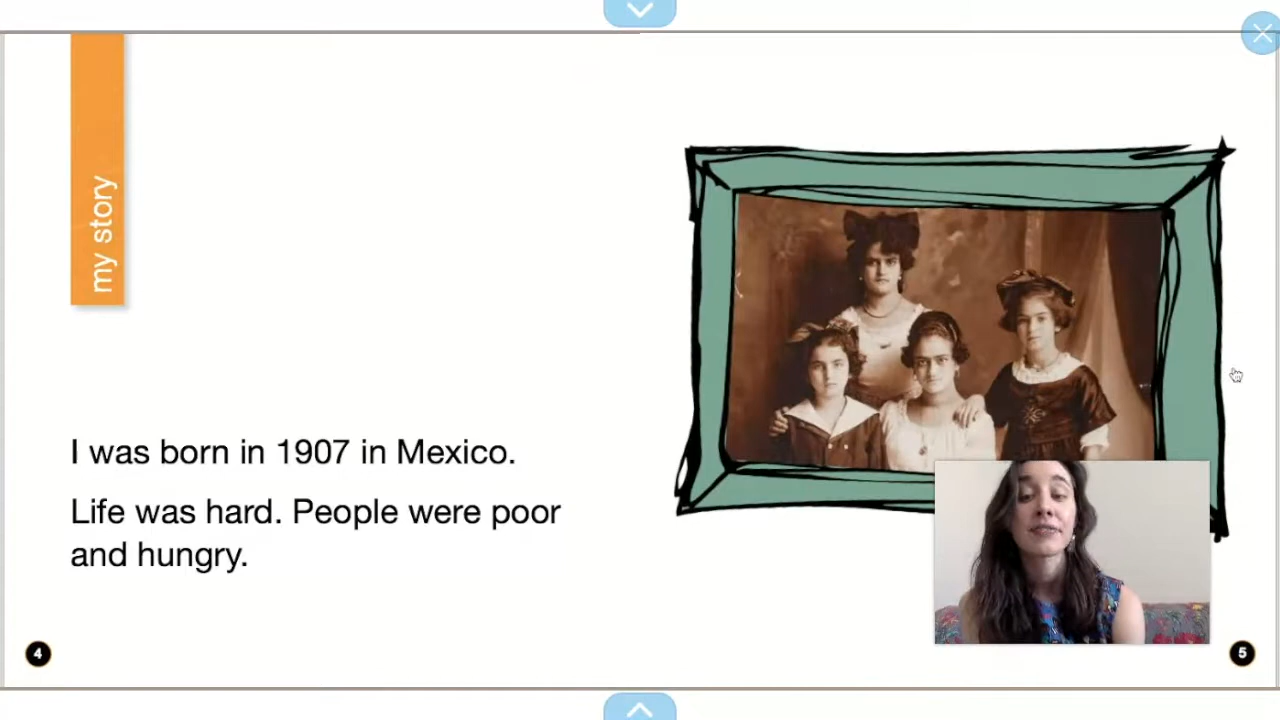 my story
I was born in 1907 in Mexico.
Life was hard. People were poor
and hungry.
4
5